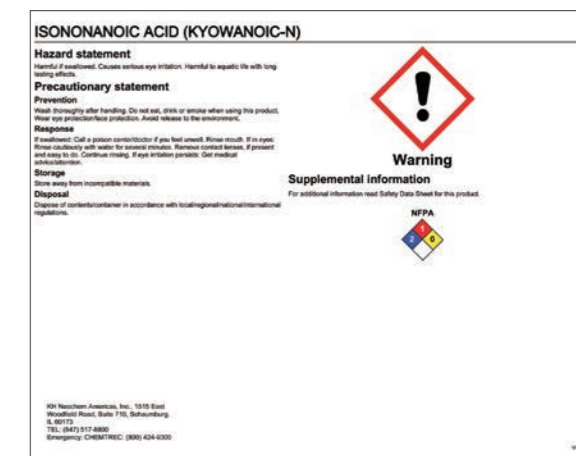 ISONONANOIC ACID (KYOWANOIC-N)
Hazard statement
Harmful if swallowed. Causes serious eye irritation. Harmful to aquatic life with long
lasting effects.
Precautionary statement
Prevention
Wash thoroughly after handling. Do not eat, drink or smoke when using this product.
Wear eye protection/face protection. Avoid release to the environment.
Response
If swallowed: Call a poison center/doctor if you feel unwell. Rinse mouth. If in eyes:
Rinse cautiously with water for several minutes. Remove contact lenses, if present
and easy to do. Continue rinsing. If eye irritation persists: Get medical
advice/attention.
Storage
Store away from incompatible materials.
Disposal
Dispose of contents/container in accordance with local/regional/national/international
regulations.
Warning
Supplemental information
For additional information read Safety Data Sheet for this product.
NFPA
1
2 0
KH Neochem Americas, Inc., 1515 East
Woodfield Road, Suite 710, Schaumburg,
IL 60173
TEL: (847) 517-6800
Emergency: CHEMTREC: (800) 424-9300